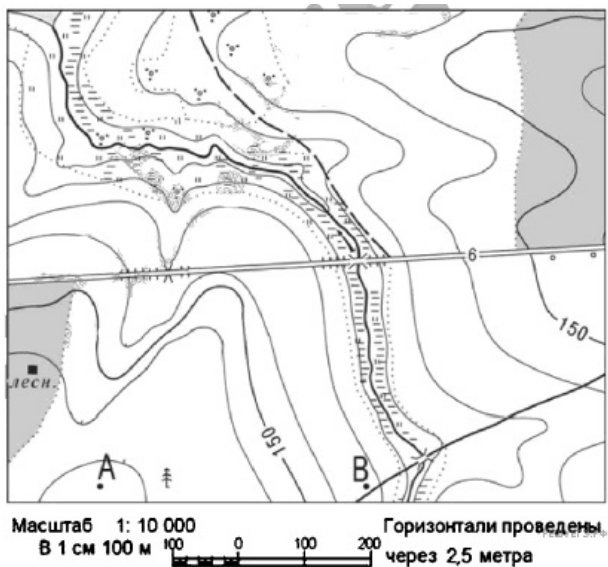 6
150
лесн.
150
А
В
Масштаб 1: 10 000
В 1 см 100 м
100 0 100 200
Горизонтали проведены
через 2,5 метра